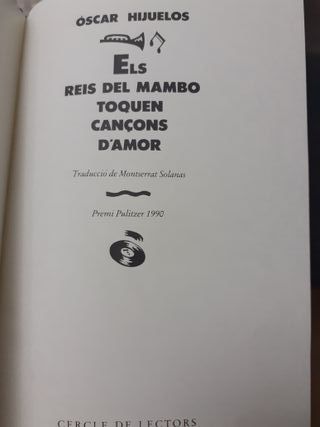 ÓSCAR HIJUELOS
ELS
REIS DEL MAMBO
TOQUEN
CANÇONS
D'AMOR
Traducció de Montserrat Solanas
Premi Pulitzer 1990
CERCLE DE LECTORS